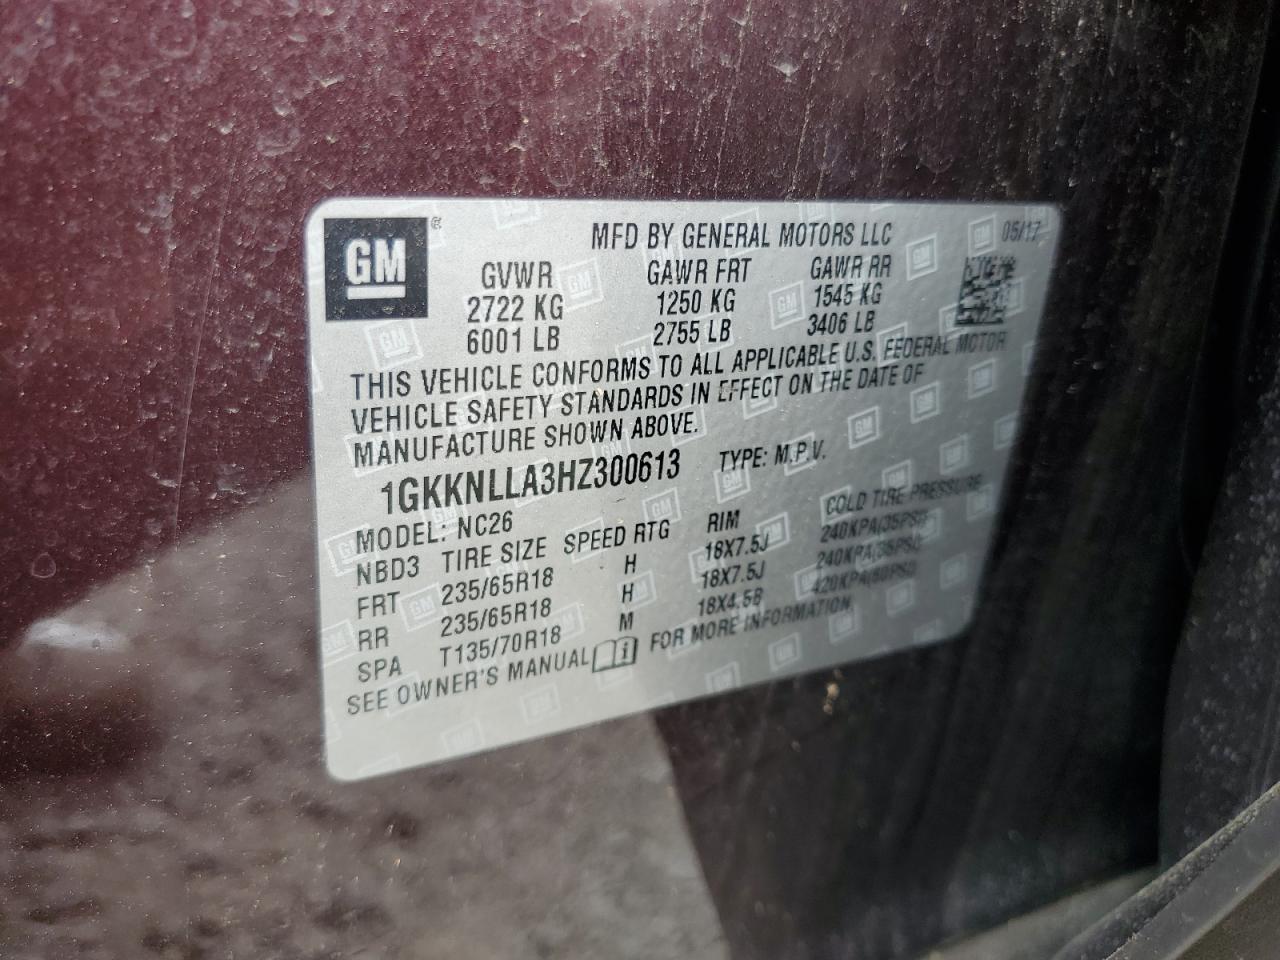 GM
MFD BY GENERAL MOTORS LLC 05/17
GVWR GAWR FRT GAWR RR
2722 KG 1250 KG 1545 KG
6001 LB 2755 LB 3406 LB
THIS VEHICLE CONFORMS TO ALL APPLICABLE U.S. FEDERAL MOTOR
VEHICLE SAFETY STANDARDS IN EFFECT ON THE DATE OF
MANUFACTURE SHOWN ABOVE.
1GKKNLLA3HZ300613 TYPE: M.P.V.
MODEL: NC26
NBD3 TIRE SIZE SPEED RTG RIM COLD TIRE PRESSURE
FRT 235/65R18 H 18X7.5J 240KPA(35PSI)
RR 235/65R18 H 18X7.5J 240KPA(35PSI)
SPA T135/70R18 M 18X4.5B 420KPA(60PSI)
SEE OWNER'S MANUAL FOR MORE INFORMATION